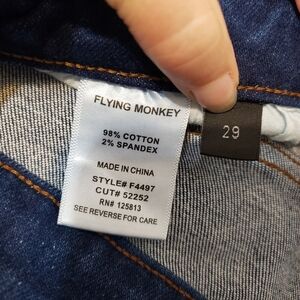 FLYING MONKEY
98% COTTON
2% SPANDEX
MADE IN CHINA
STYLE# F4497
CUT# 52252
RN# 125813
SEE REVERSE FOR CARE
29